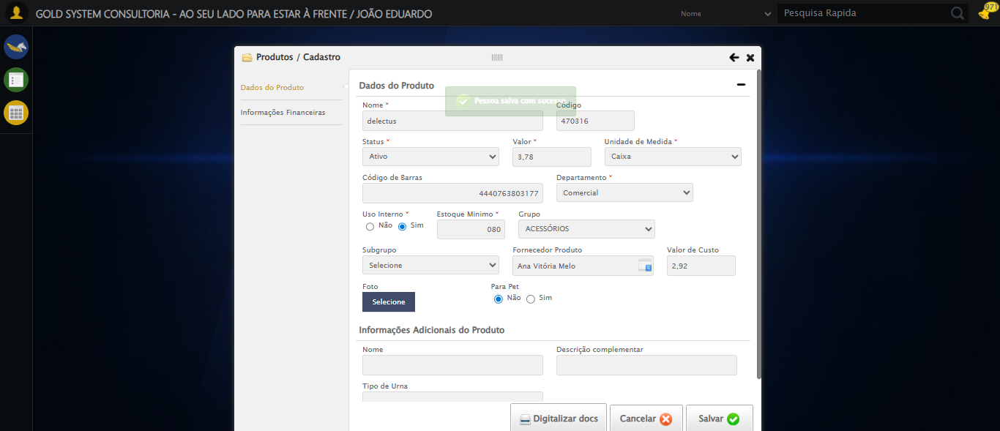 GOLD SYSTEM CONSULTORIA - AO SEU LADO PARA ESTAR À FRENTE / JOÃO EDUARDO
Nome
Pesquisa Rapida
971
Produtos / Cadastro
Dados do Produto
Informações Financeiras
Dados do Produto
Pessoa salva com sucesso
Nome *
Código
delectus
470316
Status *
Valor *
Unidade de Medida *
Ativo
3,78
Caixa
Código de Barras
Departamento *
4440763803177
Comercial
Uso Interno *
Estoque Minimo *
Grupo
Não
Sim
080
ACESSÓRIOS
Subgrupo
Fornecedor Produto
Valor de Custo
Selecione
Ana Vitória Melo
2,92
Foto
Para Pet
Selecione
Não
Sim
Informações Adicionais do Produto
Nome
Descrição complementar
Tipo de Urna
Digitalizar docs
Cancelar
Salvar